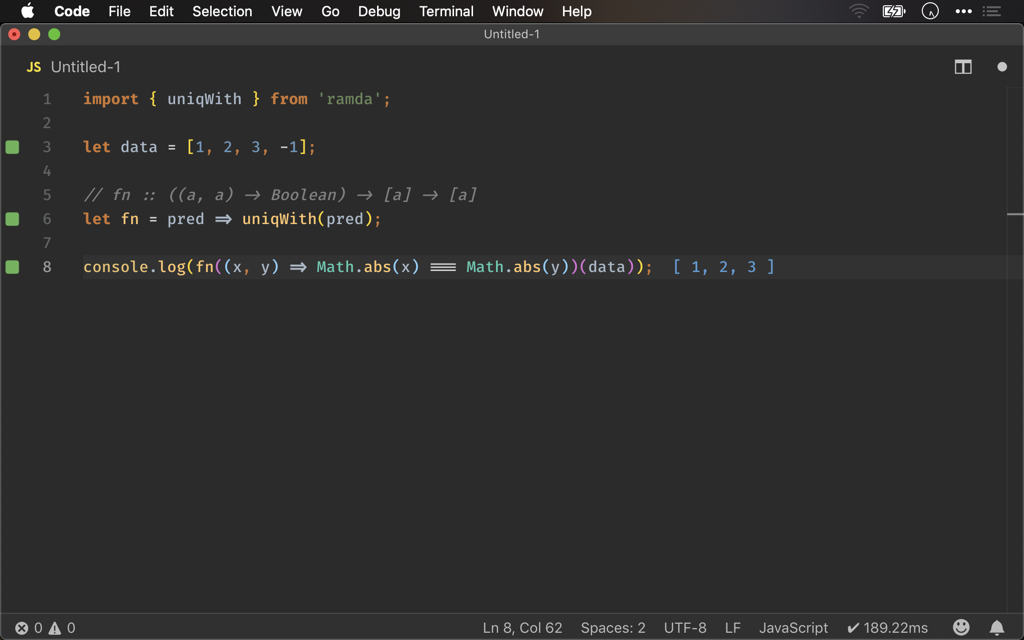 Code File Edit Selection View Go Debug Terminal Window Help
Untitled-1
JS Untitled-1
1 import { uniqWith } from 'ramda';
2
3 let data = [1, 2, 3, -1];
4
5 // fn :: ((a, a) → Boolean) → [a] → [a]
6 let fn = pred ⇒ uniqWith(pred);
7
8 console.log(fn((x, y) ⇒ Math.abs(x) ≡ Math.abs(y))(data)); [ 1, 2, 3 ]
0 0 Ln 8, Col 62 Spaces: 2 UTF-8 LF JavaScript ✔ 189.22ms